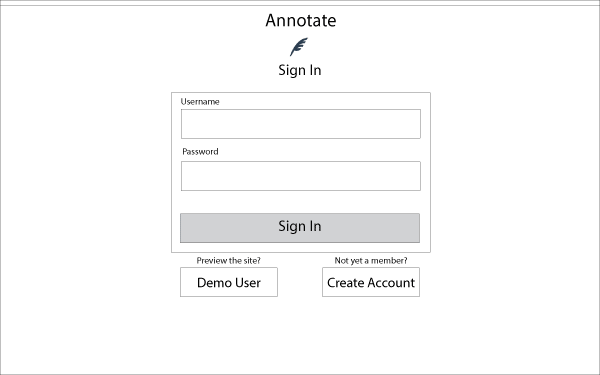 Annotate
Sign In
Username
Password
Sign In
Preview the site?
Not yet a member?
Demo User
Create Account